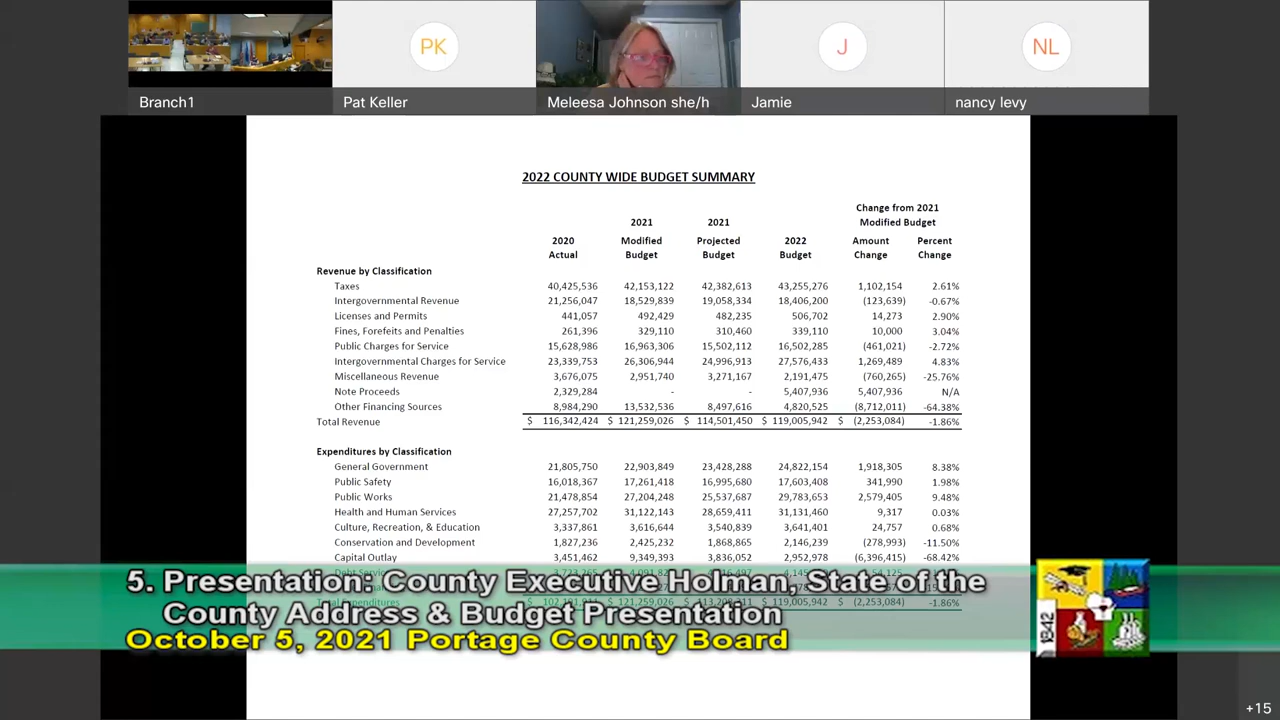 PK
J
NL
Branch1
Pat Keller
Meleesa Johnson she/h
Jamie
nancy levy
2022 COUNTY WIDE BUDGET SUMMARY
Change from 2021
2021 2021 Modified Budget
2020 Modified Projected 2022 Amount Percent
Actual Budget Budget Budget Change Change
Revenue by Classification
Taxes 40,425,536 42,153,122 42,382,613 43,255,276 1,102,154 2.61%
Intergovernmental Revenue 21,256,047 18,529,839 19,058,334 18,406,200 (123,639) -0.67%
Licenses and Permits 441,057 492,429 482,235 506,702 14,273 2.90%
Fines, Forefeits and Penalties 261,396 329,110 310,460 339,110 10,000 3.04%
Public Charges for Service 15,628,986 16,963,306 15,502,112 16,502,285 (461,021) -2.72%
Intergovernmental Charges for Service 23,339,753 26,306,944 24,996,913 27,576,433 1,269,489 4.83%
Miscellaneous Revenue 3,676,075 2,951,740 3,271,167 2,191,475 (760,265) -25.76%
Note Proceeds 2,329,284 - - 5,407,936 5,407,936 N/A
Other Financing Sources 8,984,290 13,532,536 8,497,616 4,820,525 (8,712,011) -64.38%
Total Revenue $ 116,342,424 $ 121,259,026 $ 114,501,450 $ 119,005,942 $ (2,253,084) -1.86%
Expenditures by Classification
General Government 21,805,750 22,903,849 23,428,288 24,822,154 1,918,305 8.38%
Public Safety 16,018,367 17,261,418 16,995,680 17,603,408 341,990 1.98%
Public Works 21,478,854 27,204,248 25,537,687 29,783,653 2,579,405 9.48%
Health and Human Services 27,257,702 31,122,143 28,659,411 31,131,460 9,317 0.03%
Culture, Recreation, & Education 3,337,861 3,616,644 3,540,839 3,641,401 24,757 0.68%
Conservation and Development 1,827,236 2,425,232 1,868,865 2,146,239 (278,993) -11.50%
Capital Outlay 3,451,462 9,349,393 3,836,052 2,952,978 (6,396,415) -68.42%
5. Presentation: County Executive Holman, State of the
County Address & Budget Presentation
Total Expenditures $ 121,259,026 $ 119,005,942 $ (2,253,084) -1.86%
October 5, 2021 Portage County Board
1842
+15